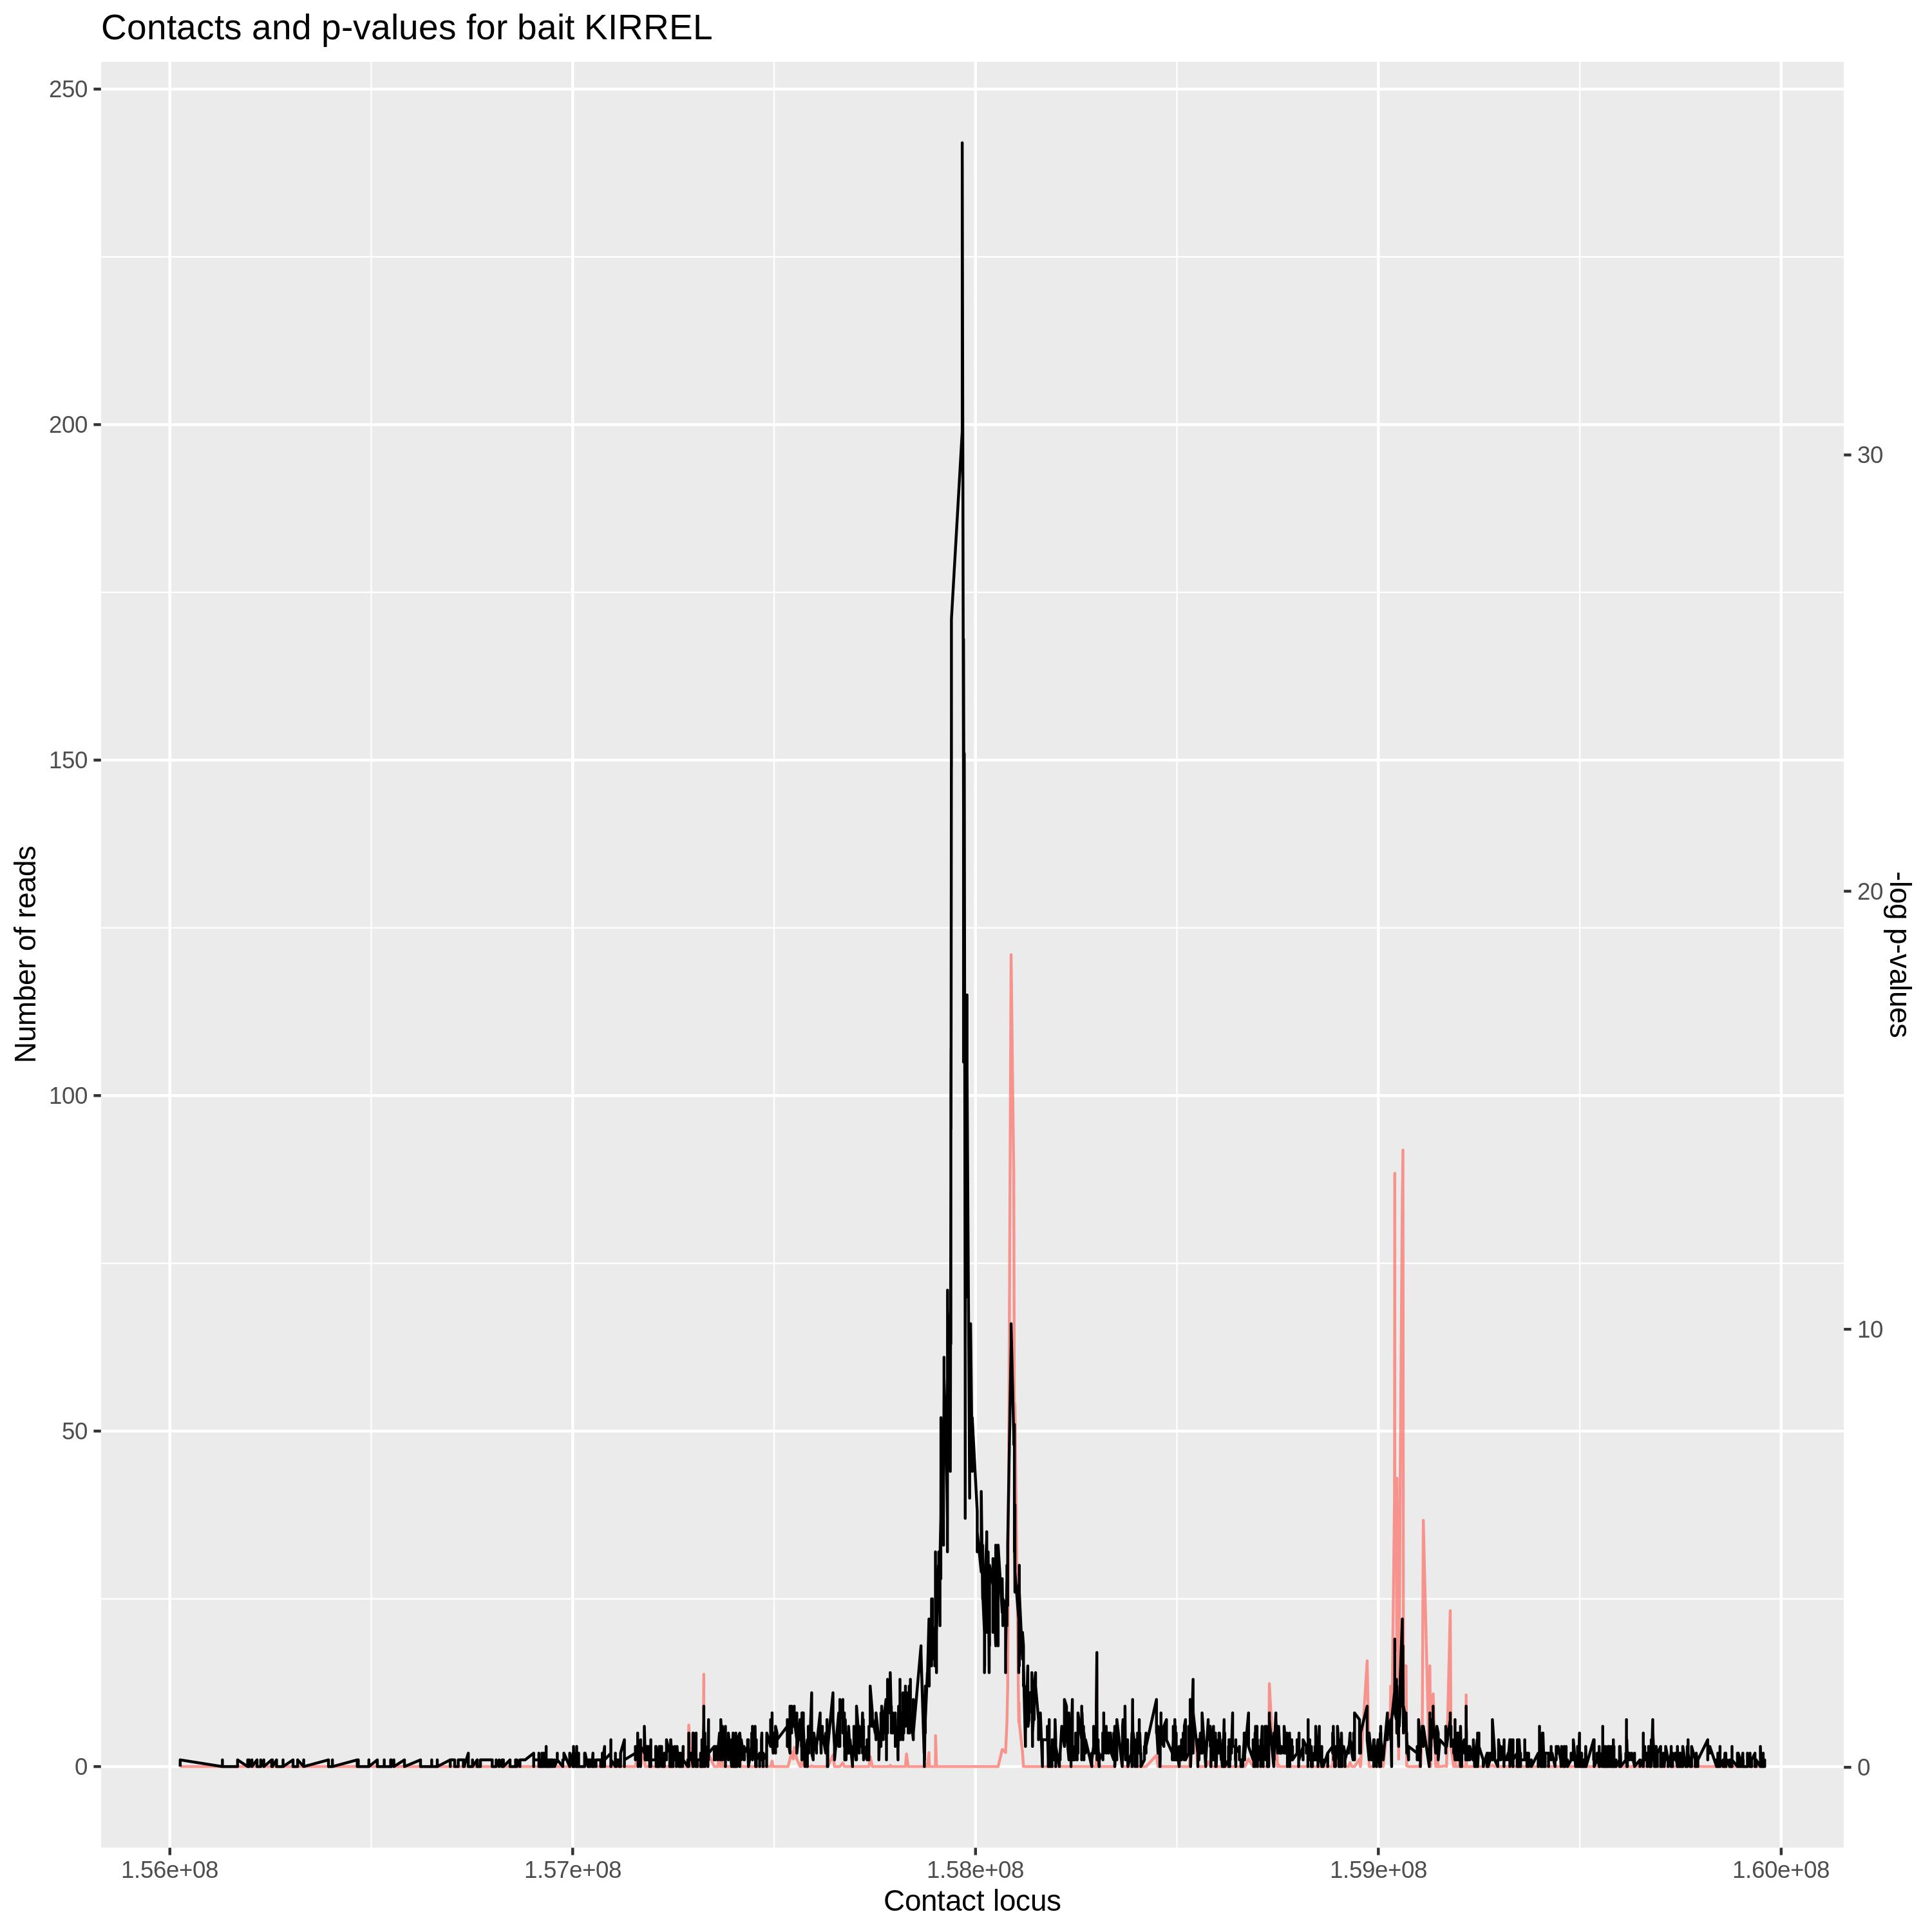 Contacts and p-values for bait KIRREL
250
200
150
100
50
0
Number of reads
30
20
10
0
-log p-values
1.56e+08 1.57e+08 1.58e+08 1.59e+08 1.60e+08
Contact locus